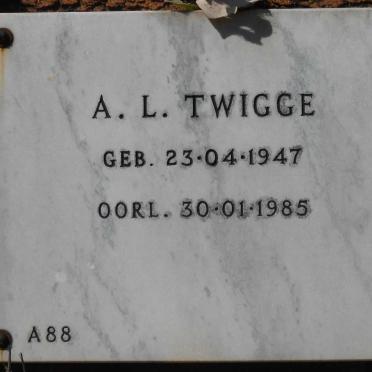 A. L. TWIGGE
GEB. 23·04·1947
OORL. 30·01·1985
A88